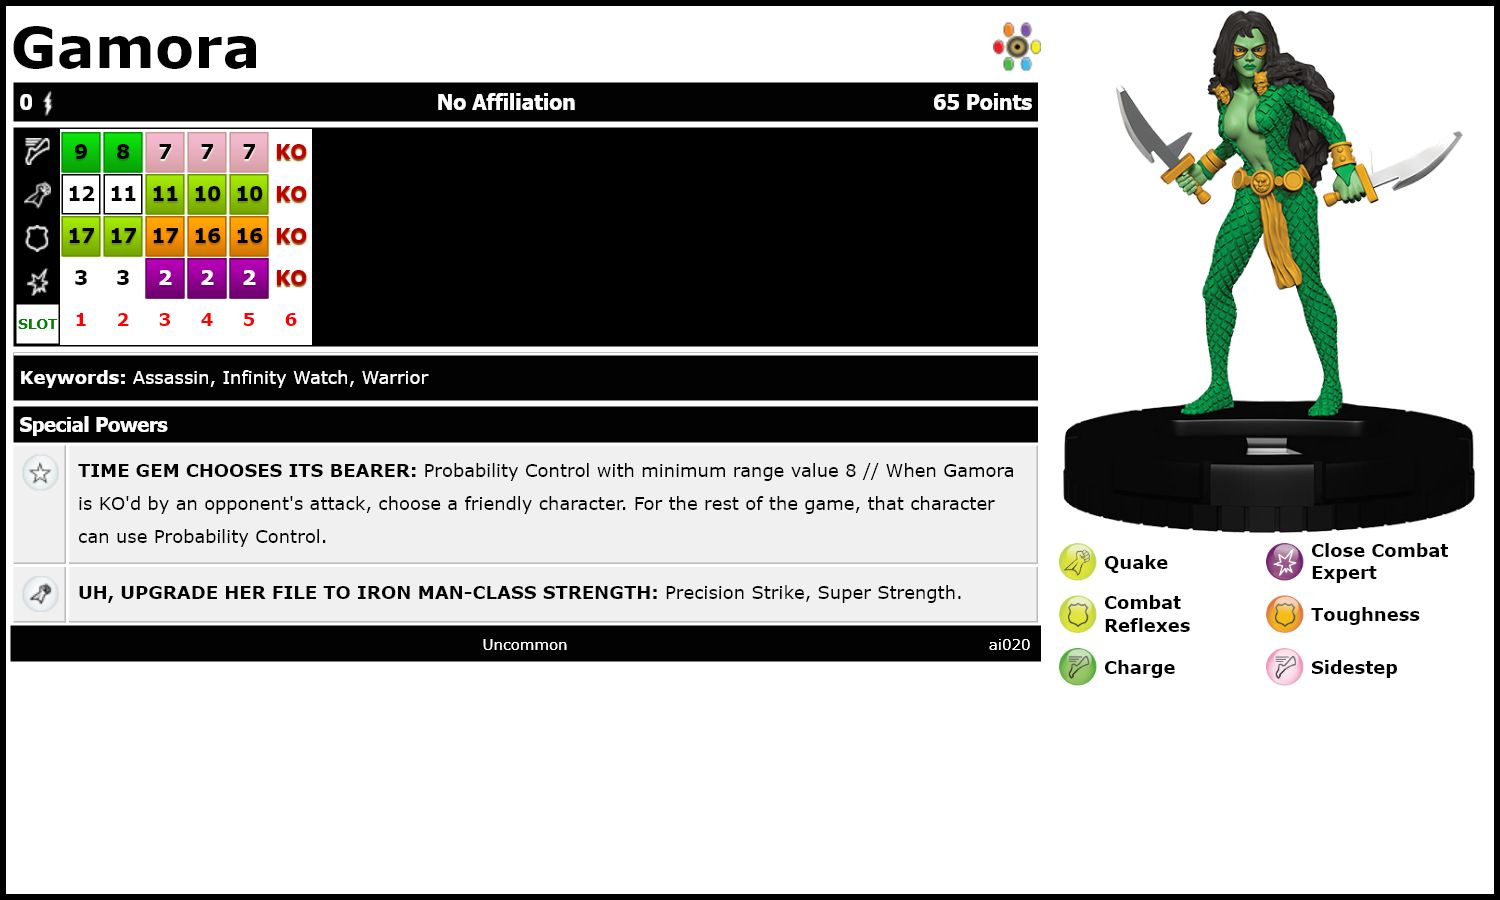 Gamora
0 No Affiliation 65 Points
9 8 7 7 7 KO
12 11 11 10 10 KO
17 17 17 16 16 KO
3 3 2 2 2 KO
SLOT 1 2 3 4 5 6
Keywords: Assassin, Infinity Watch, Warrior
Special Powers
TIME GEM CHOOSES ITS BEARER: Probability Control with minimum range value 8 // When Gamora
is KO'd by an opponent's attack, choose a friendly character. For the rest of the game, that character
can use Probability Control.
UH, UPGRADE HER FILE TO IRON MAN-CLASS STRENGTH: Precision Strike, Super Strength.
Uncommon ai020
Quake
Close Combat
Expert
Combat
Reflexes
Toughness
Charge
Sidestep